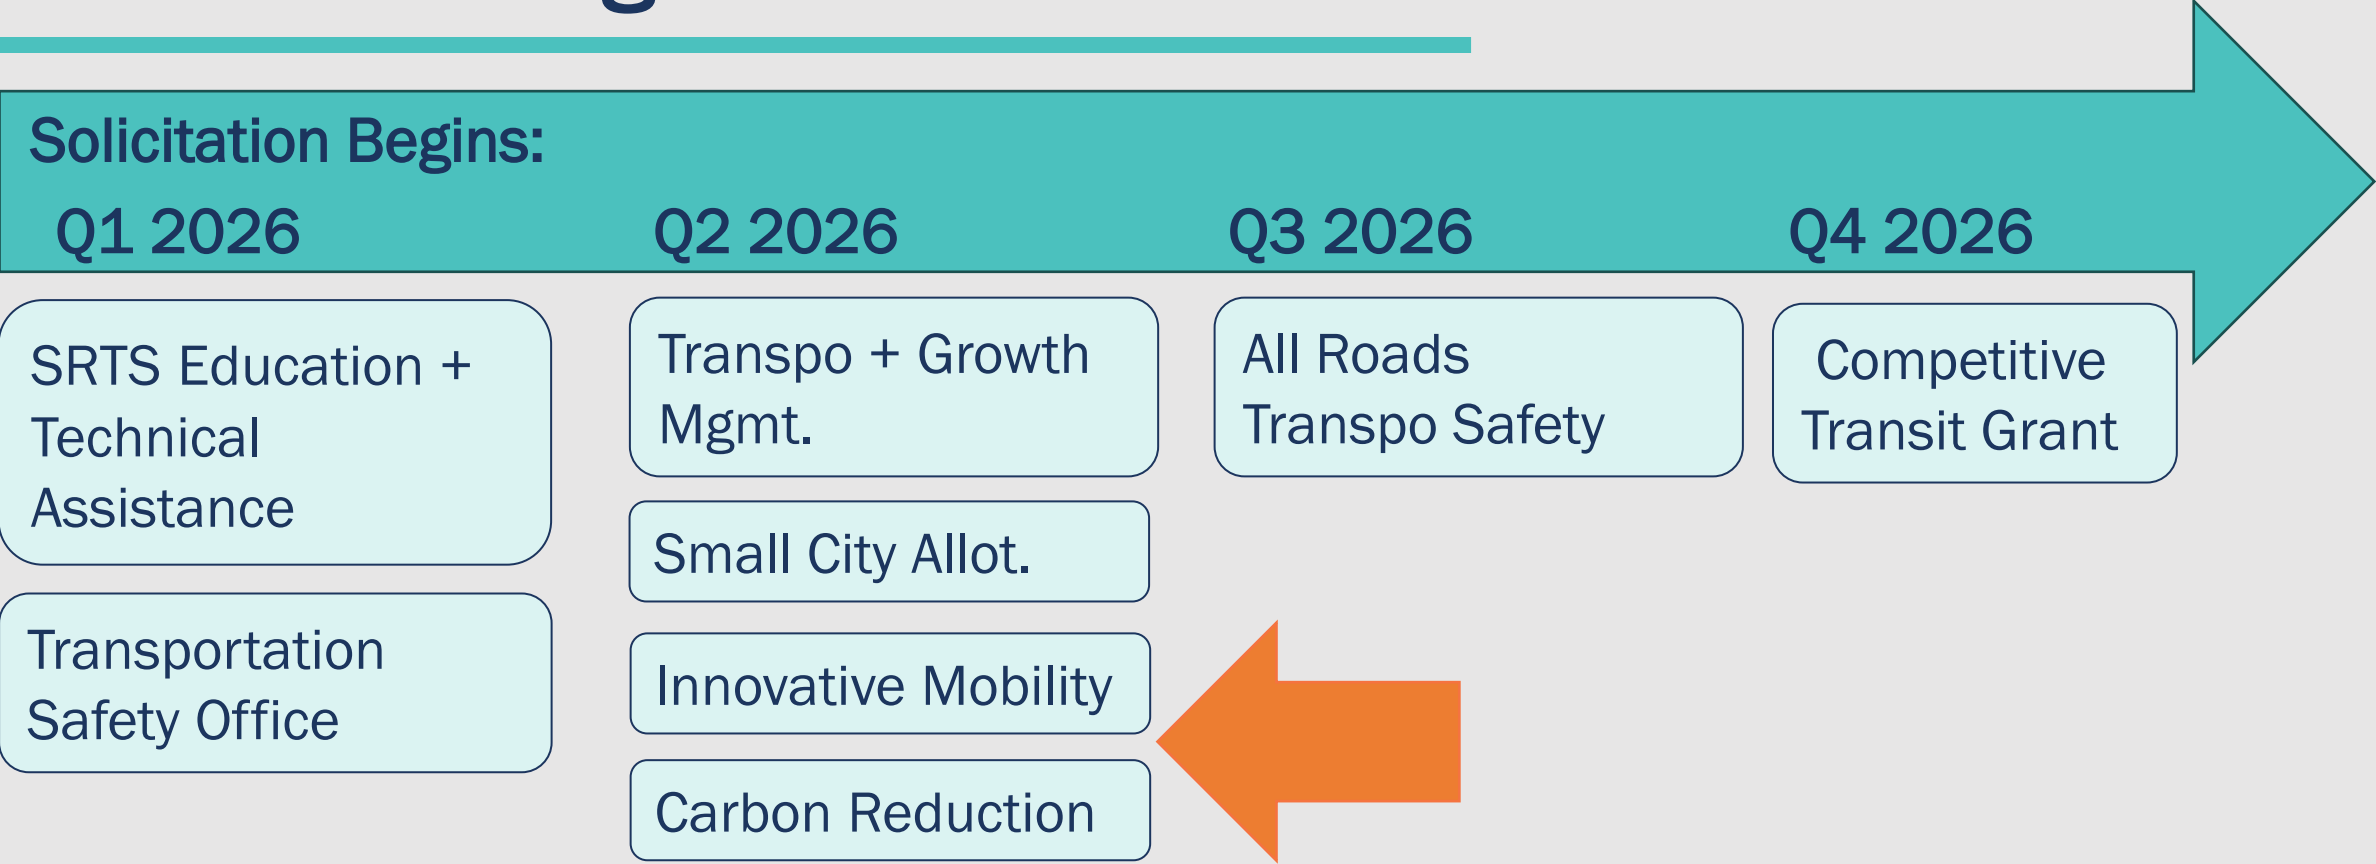 Solicitation Begins:
Q1 2026
Q2 2026
Q3 2026
Q4 2026
SRTS Education +
Technical
Assistance
Transportation
Safety Office
Transpo + Growth
Mgmt.
Small City Allot.
Innovative Mobility
Carbon Reduction
All Roads
Transpo Safety
Competitive
Transit Grant